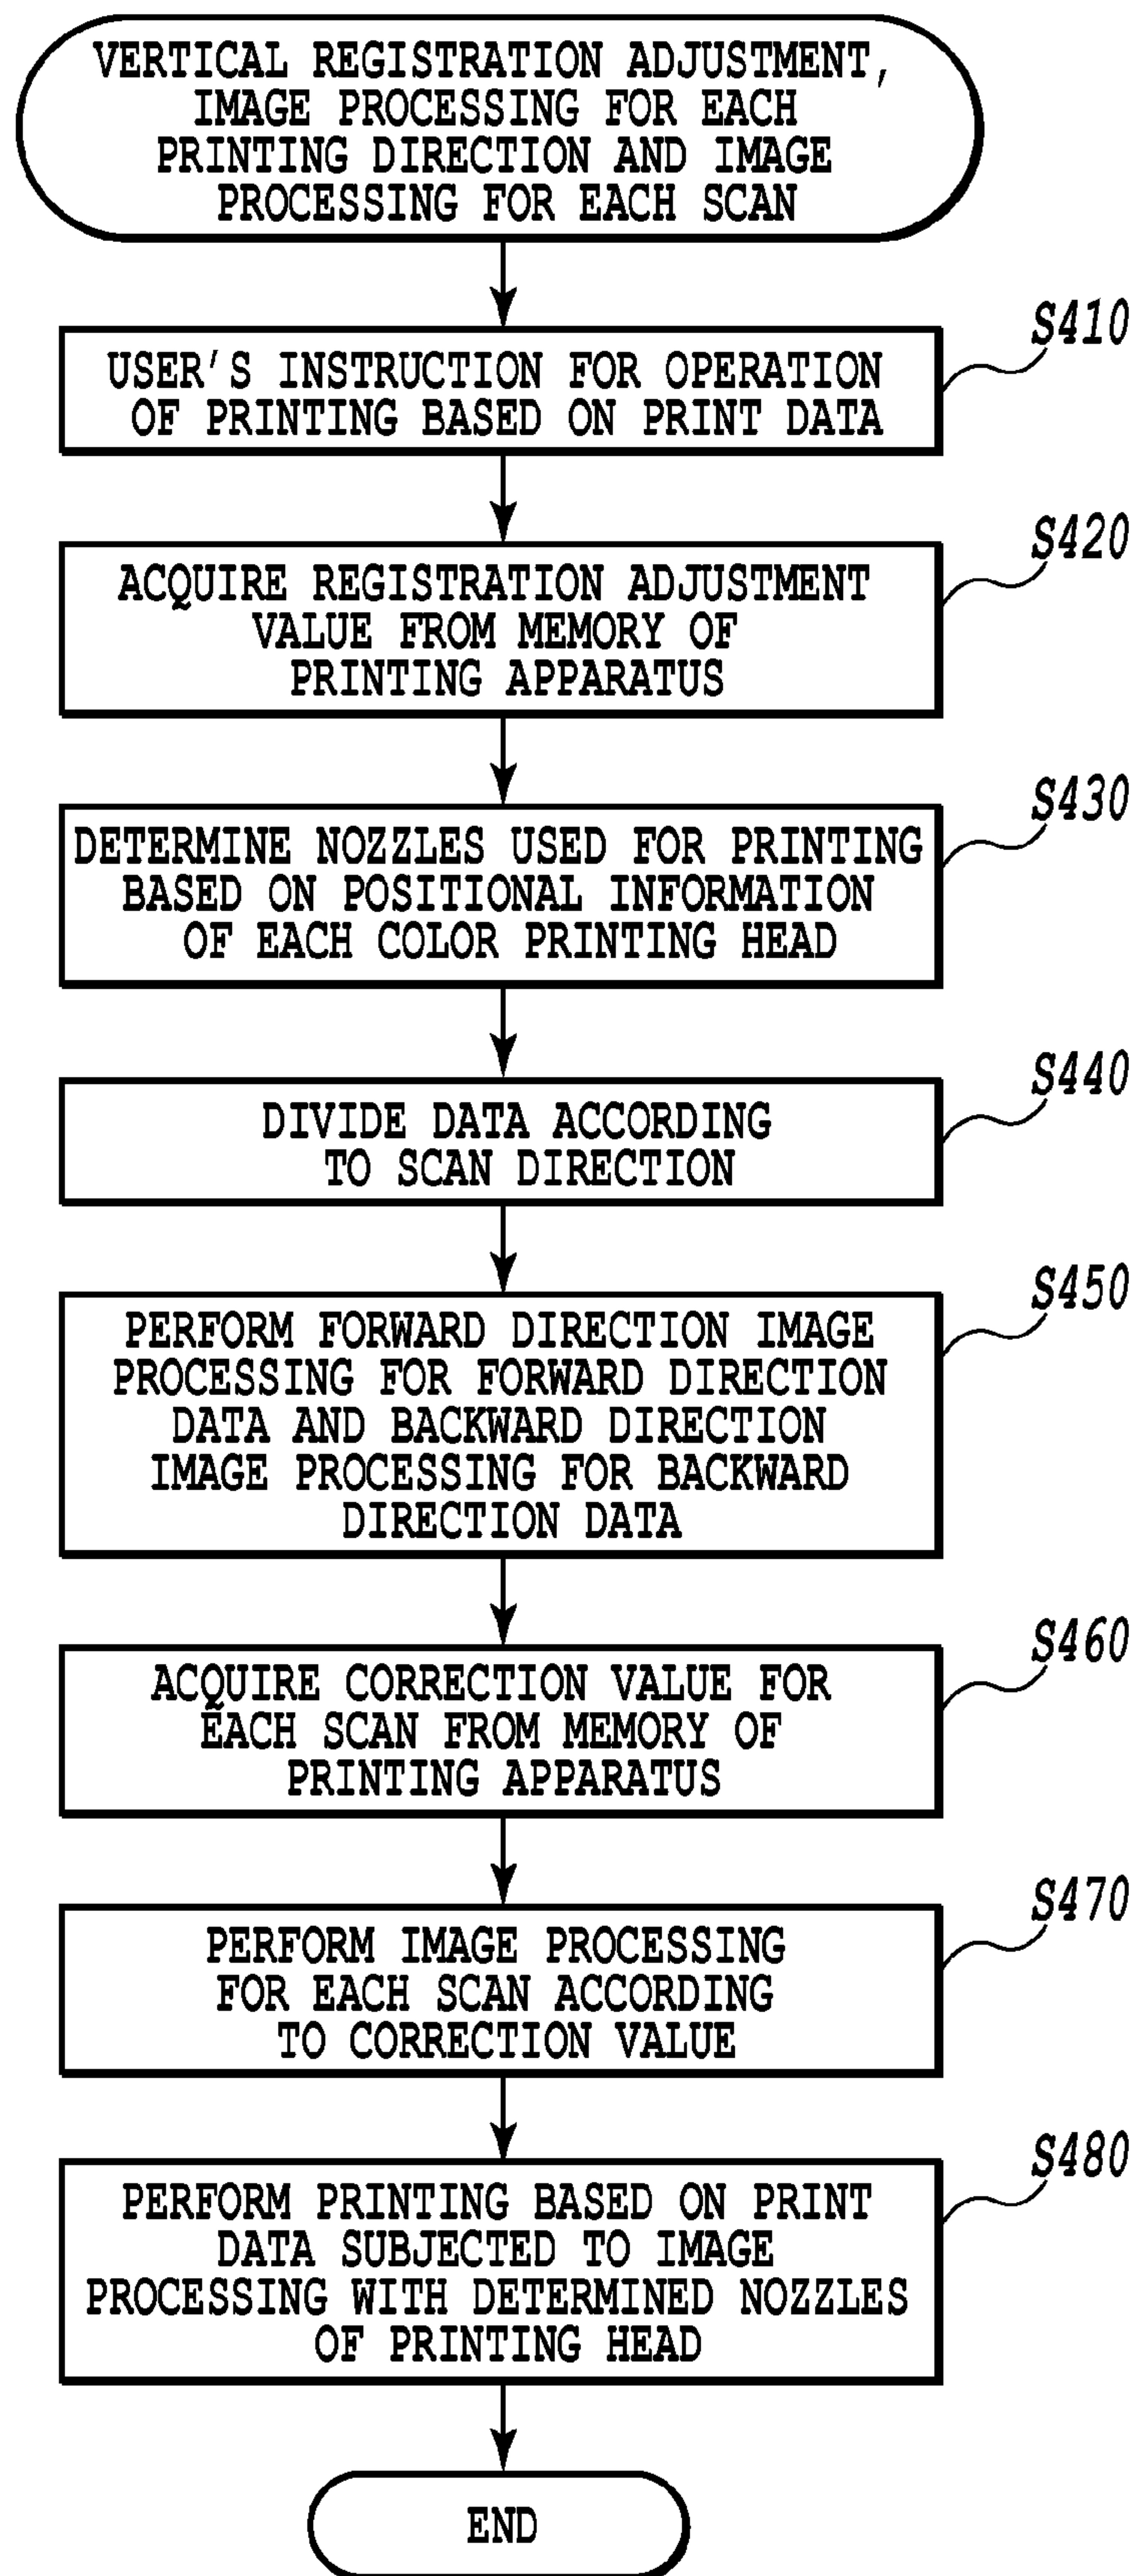 VERTICAL REGISTRATION ADJUSTMENT,
IMAGE PROCESSING FOR EACH
PRINTING DIRECTION AND IMAGE
PROCESSING FOR EACH SCAN
S410
USER'S INSTRUCTION FOR OPERATION
OF PRINTING BASED ON PRINT DATA
S420
ACQUIRE REGISTRATION ADJUSTMENT
VALUE FROM MEMORY OF
PRINTING APPARATUS
S430
DETERMINE NOZZLES USED FOR PRINTING
BASED ON POSITIONAL INFORMATION
OF EACH COLOR PRINTING HEAD
S440
DIVIDE DATA ACCORDING
TO SCAN DIRECTION
S450
PERFORM FORWARD DIRECTION IMAGE
PROCESSING FOR FORWARD DIRECTION
DATA AND BACKWARD DIRECTION
IMAGE PROCESSING FOR BACKWARD
DIRECTION DATA
S460
ACQUIRE CORRECTION VALUE FOR
EACH SCAN FROM MEMORY OF
PRINTING APPARATUS
S470
PERFORM IMAGE PROCESSING
FOR EACH SCAN ACCORDING
TO CORRECTION VALUE
S480
PERFORM PRINTING BASED ON PRINT
DATA SUBJECTED TO IMAGE
PROCESSING WITH DETERMINED NOZZLES
OF PRINTING HEAD
END